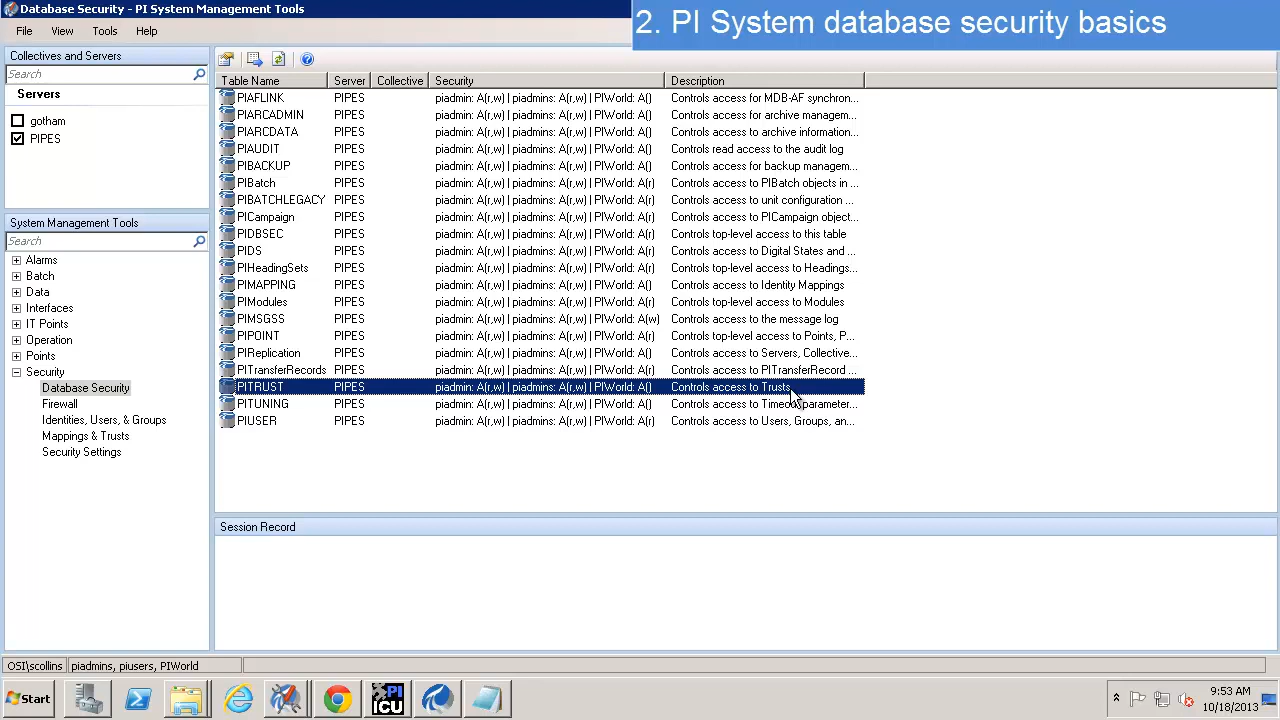 Database Security - PI System Management Tools
2. PI System database security basics
File View Tools Help
Collectives and Servers
Search
Servers
gotham
PIPES
System Management Tools
Search
Alarms
Batch
Data
Interfaces
IT Points
Operation
Points
Security
Database Security
Firewall
Identities, Users, & Groups
Mappings & Trusts
Security Settings
Table Name Server Collective Security Description
PIAFLINK PIPES piadmin: A(r,w) | piadmins: A(r,w) | PIWorld: A() Controls access for MDB-AF synchron...
PIARCADMIN PIPES piadmin: A(r,w) | piadmins: A(r,w) | PIWorld: A() Controls access for archive managem...
PIARCDATA PIPES piadmin: A(r,w) | piadmins: A(r,w) | PIWorld: A() Controls access to archive information...
PIAUDIT PIPES piadmin: A(r,w) | piadmins: A(r,w) | PIWorld: A() Controls read access to the audit log
PIBACKUP PIPES piadmin: A(r,w) | piadmins: A(r,w) | PIWorld: A() Controls access for backup managem...
PIBatch PIPES piadmin: A(r,w) | piadmins: A(r,w) | PIWorld: A(r) Controls access to PIBatch objects in ...
PIBATCHLEGACY PIPES piadmin: A(r,w) | piadmins: A(r,w) | PIWorld: A(r) Controls access to unit configuration ...
PICampaign PIPES piadmin: A(r,w) | piadmins: A(r,w) | PIWorld: A(r) Controls access to PICampaign object...
PIDBSEC PIPES piadmin: A(r,w) | piadmins: A(r,w) | PIWorld: A(r) Controls top-level access to this table
PIDS PIPES piadmin: A(r,w) | piadmins: A(r,w) | PIWorld: A(r) Controls access to Digital States and ...
PIHeadingSets PIPES piadmin: A(r,w) | piadmins: A(r,w) | PIWorld: A(r) Controls top-level access to Headings...
PIMAPPING PIPES piadmin: A(r,w) | piadmins: A(r,w) | PIWorld: A(r) Controls access to Identity Mappings
PIModules PIPES piadmin: A(r,w) | piadmins: A(r,w) | PIWorld: A(r) Controls top-level access to Modules
PIMSGSS PIPES piadmin: A(r,w) | piadmins: A(r,w) | PIWorld: A(w) Controls access to the message log
PIPOINT PIPES piadmin: A(r,w) | piadmins: A(r,w) | PIWorld: A(r) Controls top-level access to Points, P...
PIReplication PIPES piadmin: A(r,w) | piadmins: A(r,w) | PIWorld: A(r) Controls access to Servers, Collective...
PITransferRecords PIPES piadmin: A(r,w) | piadmins: A(r,w) | PIWorld: A(r) Controls access to PITransferRecord ...
PITRUST PIPES piadmin: A(r,w) | piadmins: A(r,w) | PIWorld: A() Controls access to Trusts
PITUNING PIPES piadmin: A(r,w) | piadmins: A(r,w) | PIWorld: A() Controls access to Timeout parameter...
PIUSER PIPES piadmin: A(r,w) | piadmins: A(r,w) | PIWorld: A(r) Controls access to Users, Groups, an...
Session Record
OSI\scollins piadmins, piusers, PIWorld
Start
PI
ICU
9:53 AM
10/18/2013